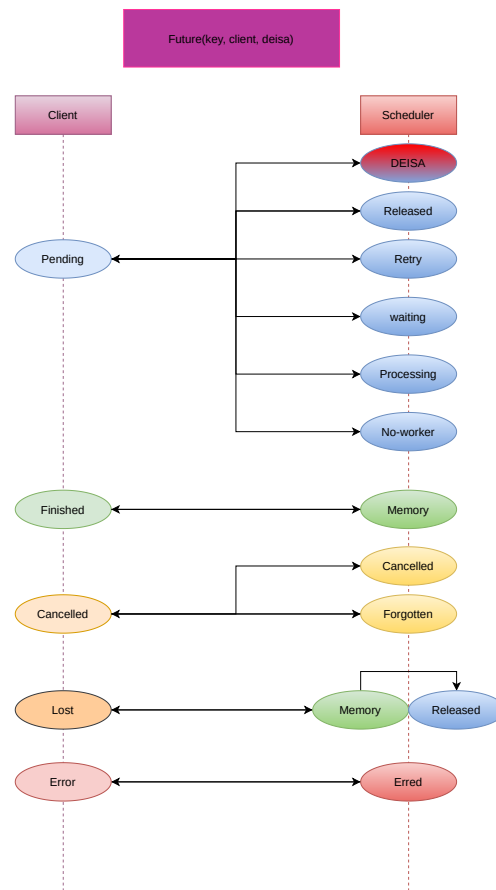 Future(key, client, deisa)
Client
Scheduler
DEISA
Released
Pending
Retry
waiting
Processing
No-worker
Finished
Memory
Cancelled
Cancelled
Forgotten
Lost
Memory
Released
Error
Erred